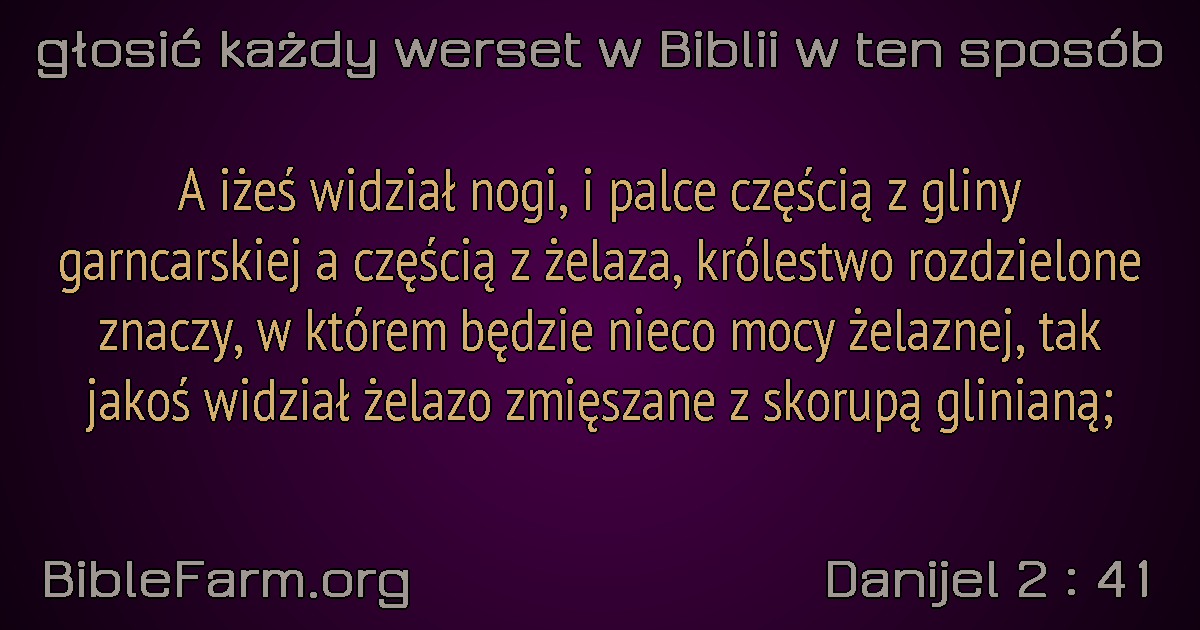 głosić każdy werset w Biblii w ten sposób
A iżeś widział nogi, i palce częścią z gliny
garncarskiej a częścią z żelaza, królestwo rozdzielone
znaczy, w którem będzie nieco mocy żelaznej, tak
jakoś widział żelazo zmięszane z skorupą glinianą;
BibleFarm.org
Danijel 2 : 41